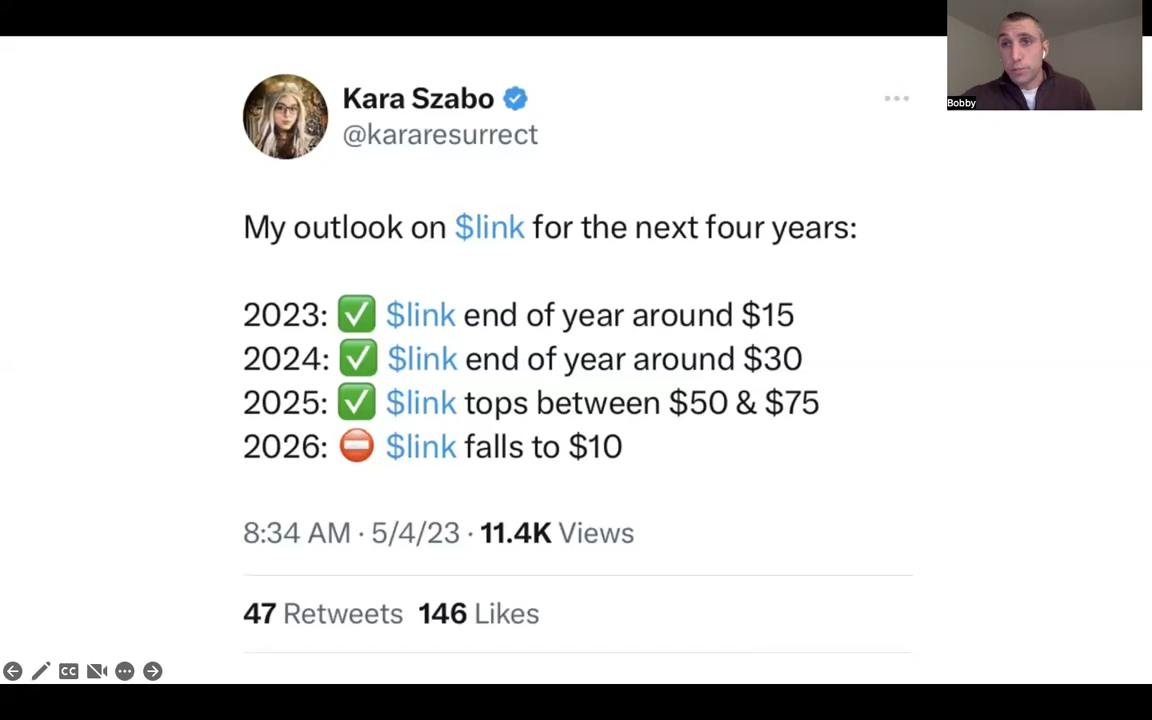 Bobby
Kara Szabo
@kararesurrect
My outlook on $link for the next four years:
2023: ✅ $link end of year around $15
2024: ✅ $link end of year around $30
2025: ✅ $link tops between $50 & $75
2026: ⛔ $link falls to $10
8:34 AM · 5/4/23 · 11.4K Views
47 Retweets 146 Likes
CC